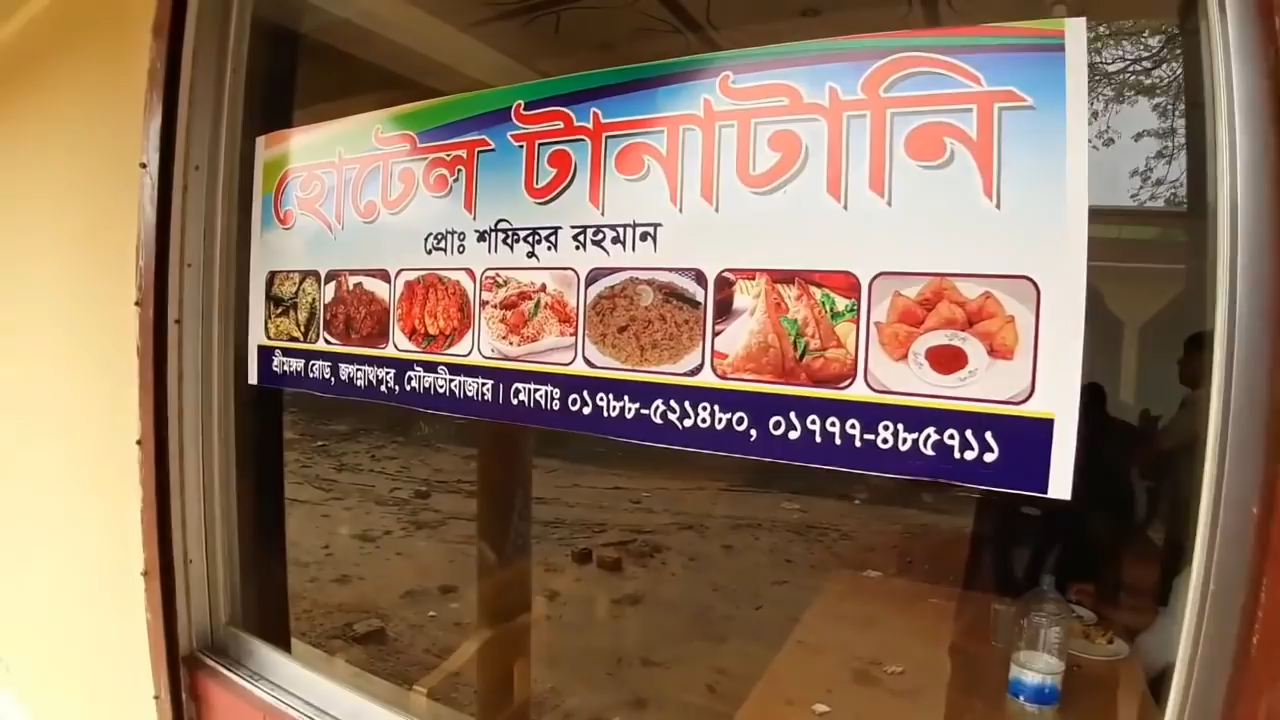 হোটেল টানাটানি
প্রোঃ শফিকুর রহমান
শ্রীমঙ্গল রোড, জগন্নাথপুর, মৌলভীবাজার। মোবাঃ ০১৭৮৮-৫২১৪৮০, ০১৭৭৭-৪৮৫৭১১